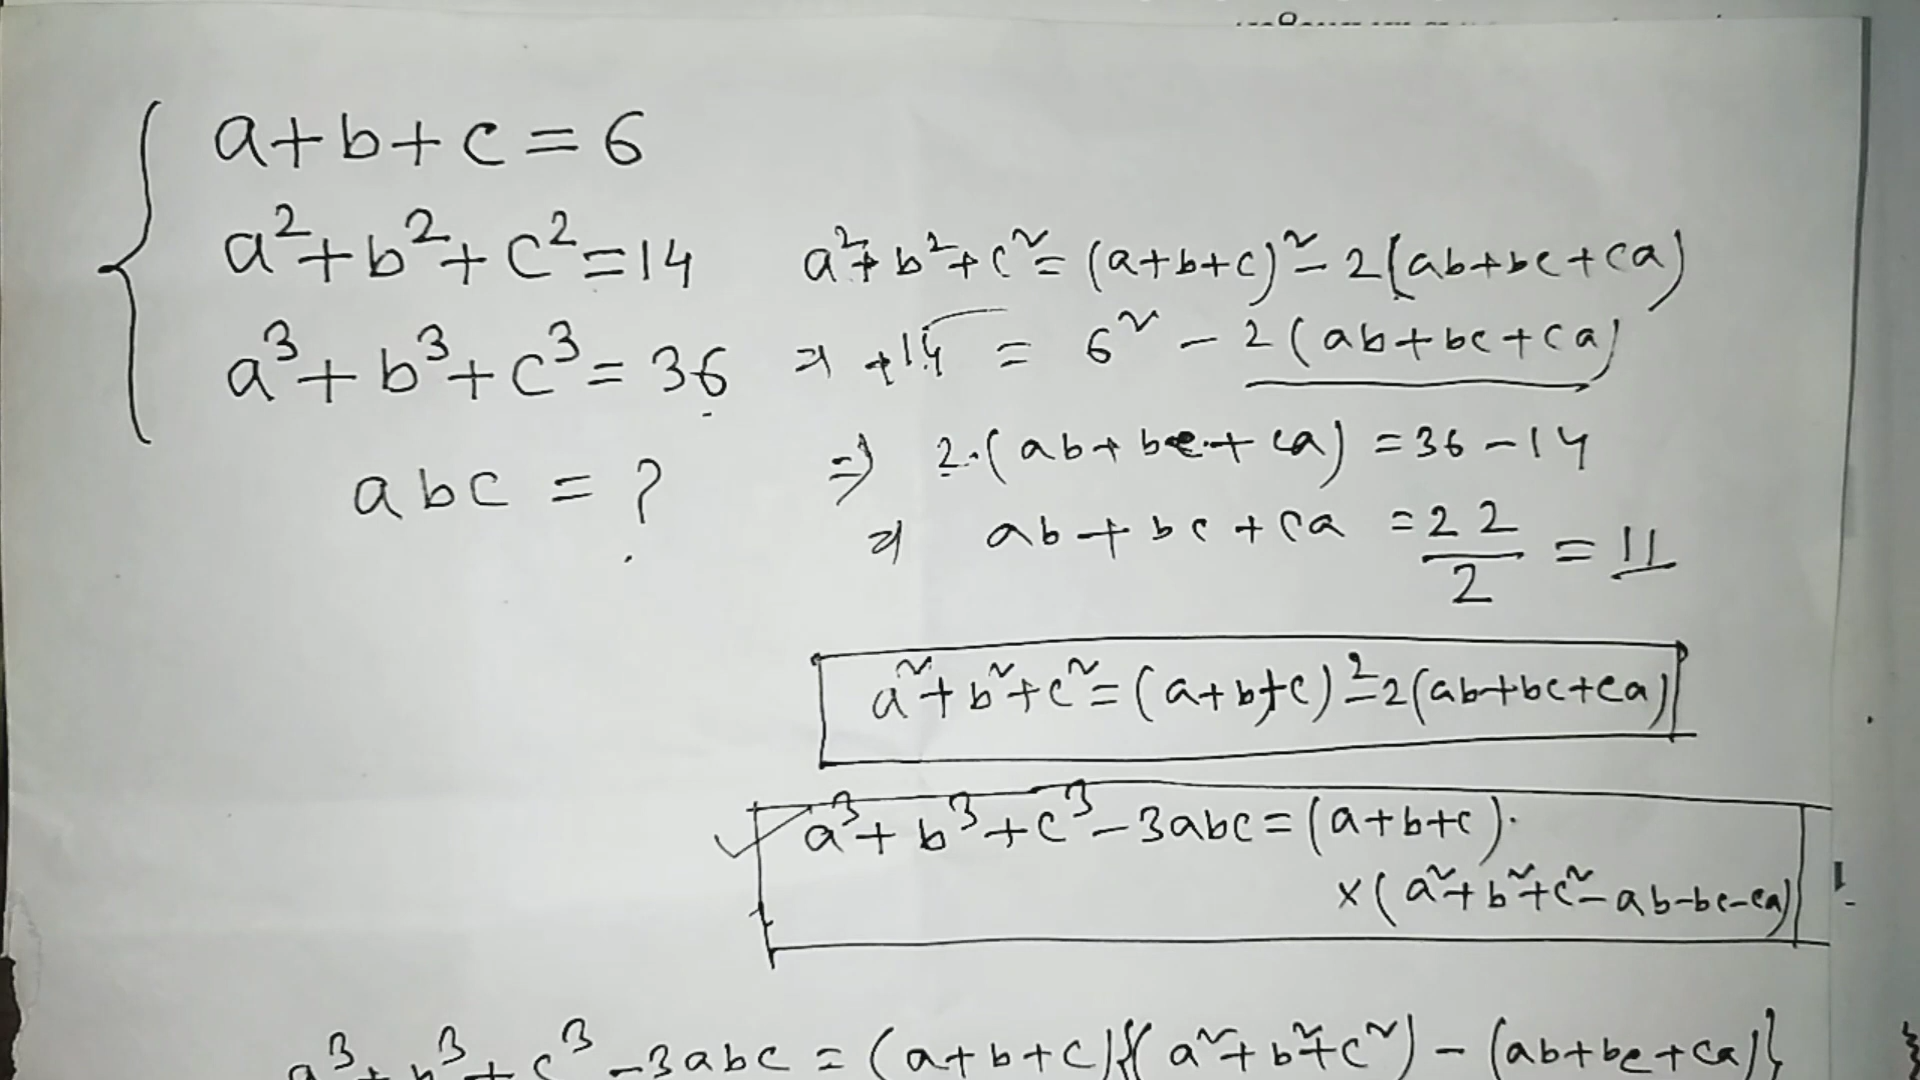 a+b+c=6
a²+b²+c²=14
a³+b³+c³=36
abc = ?
a²+b²+c²=(a+b+c)²-2(ab+bc+ca)
⇒ +14 = 6² - 2(ab+bc+ca)
⇒ 2.(ab+bc+ca) = 36-14
⇒ ab+bc+ca = 22/2 = 11
a²+b²+c²=(a+b+c)²-2(ab+bc+ca)
a³+b³+c³-3abc=(a+b+c).
×(a²+b²+c²-ab-bc-ca)
a³+b³+c³-3abc = (a+b+c){(a²+b²+c²)-(ab+bc+ca)}